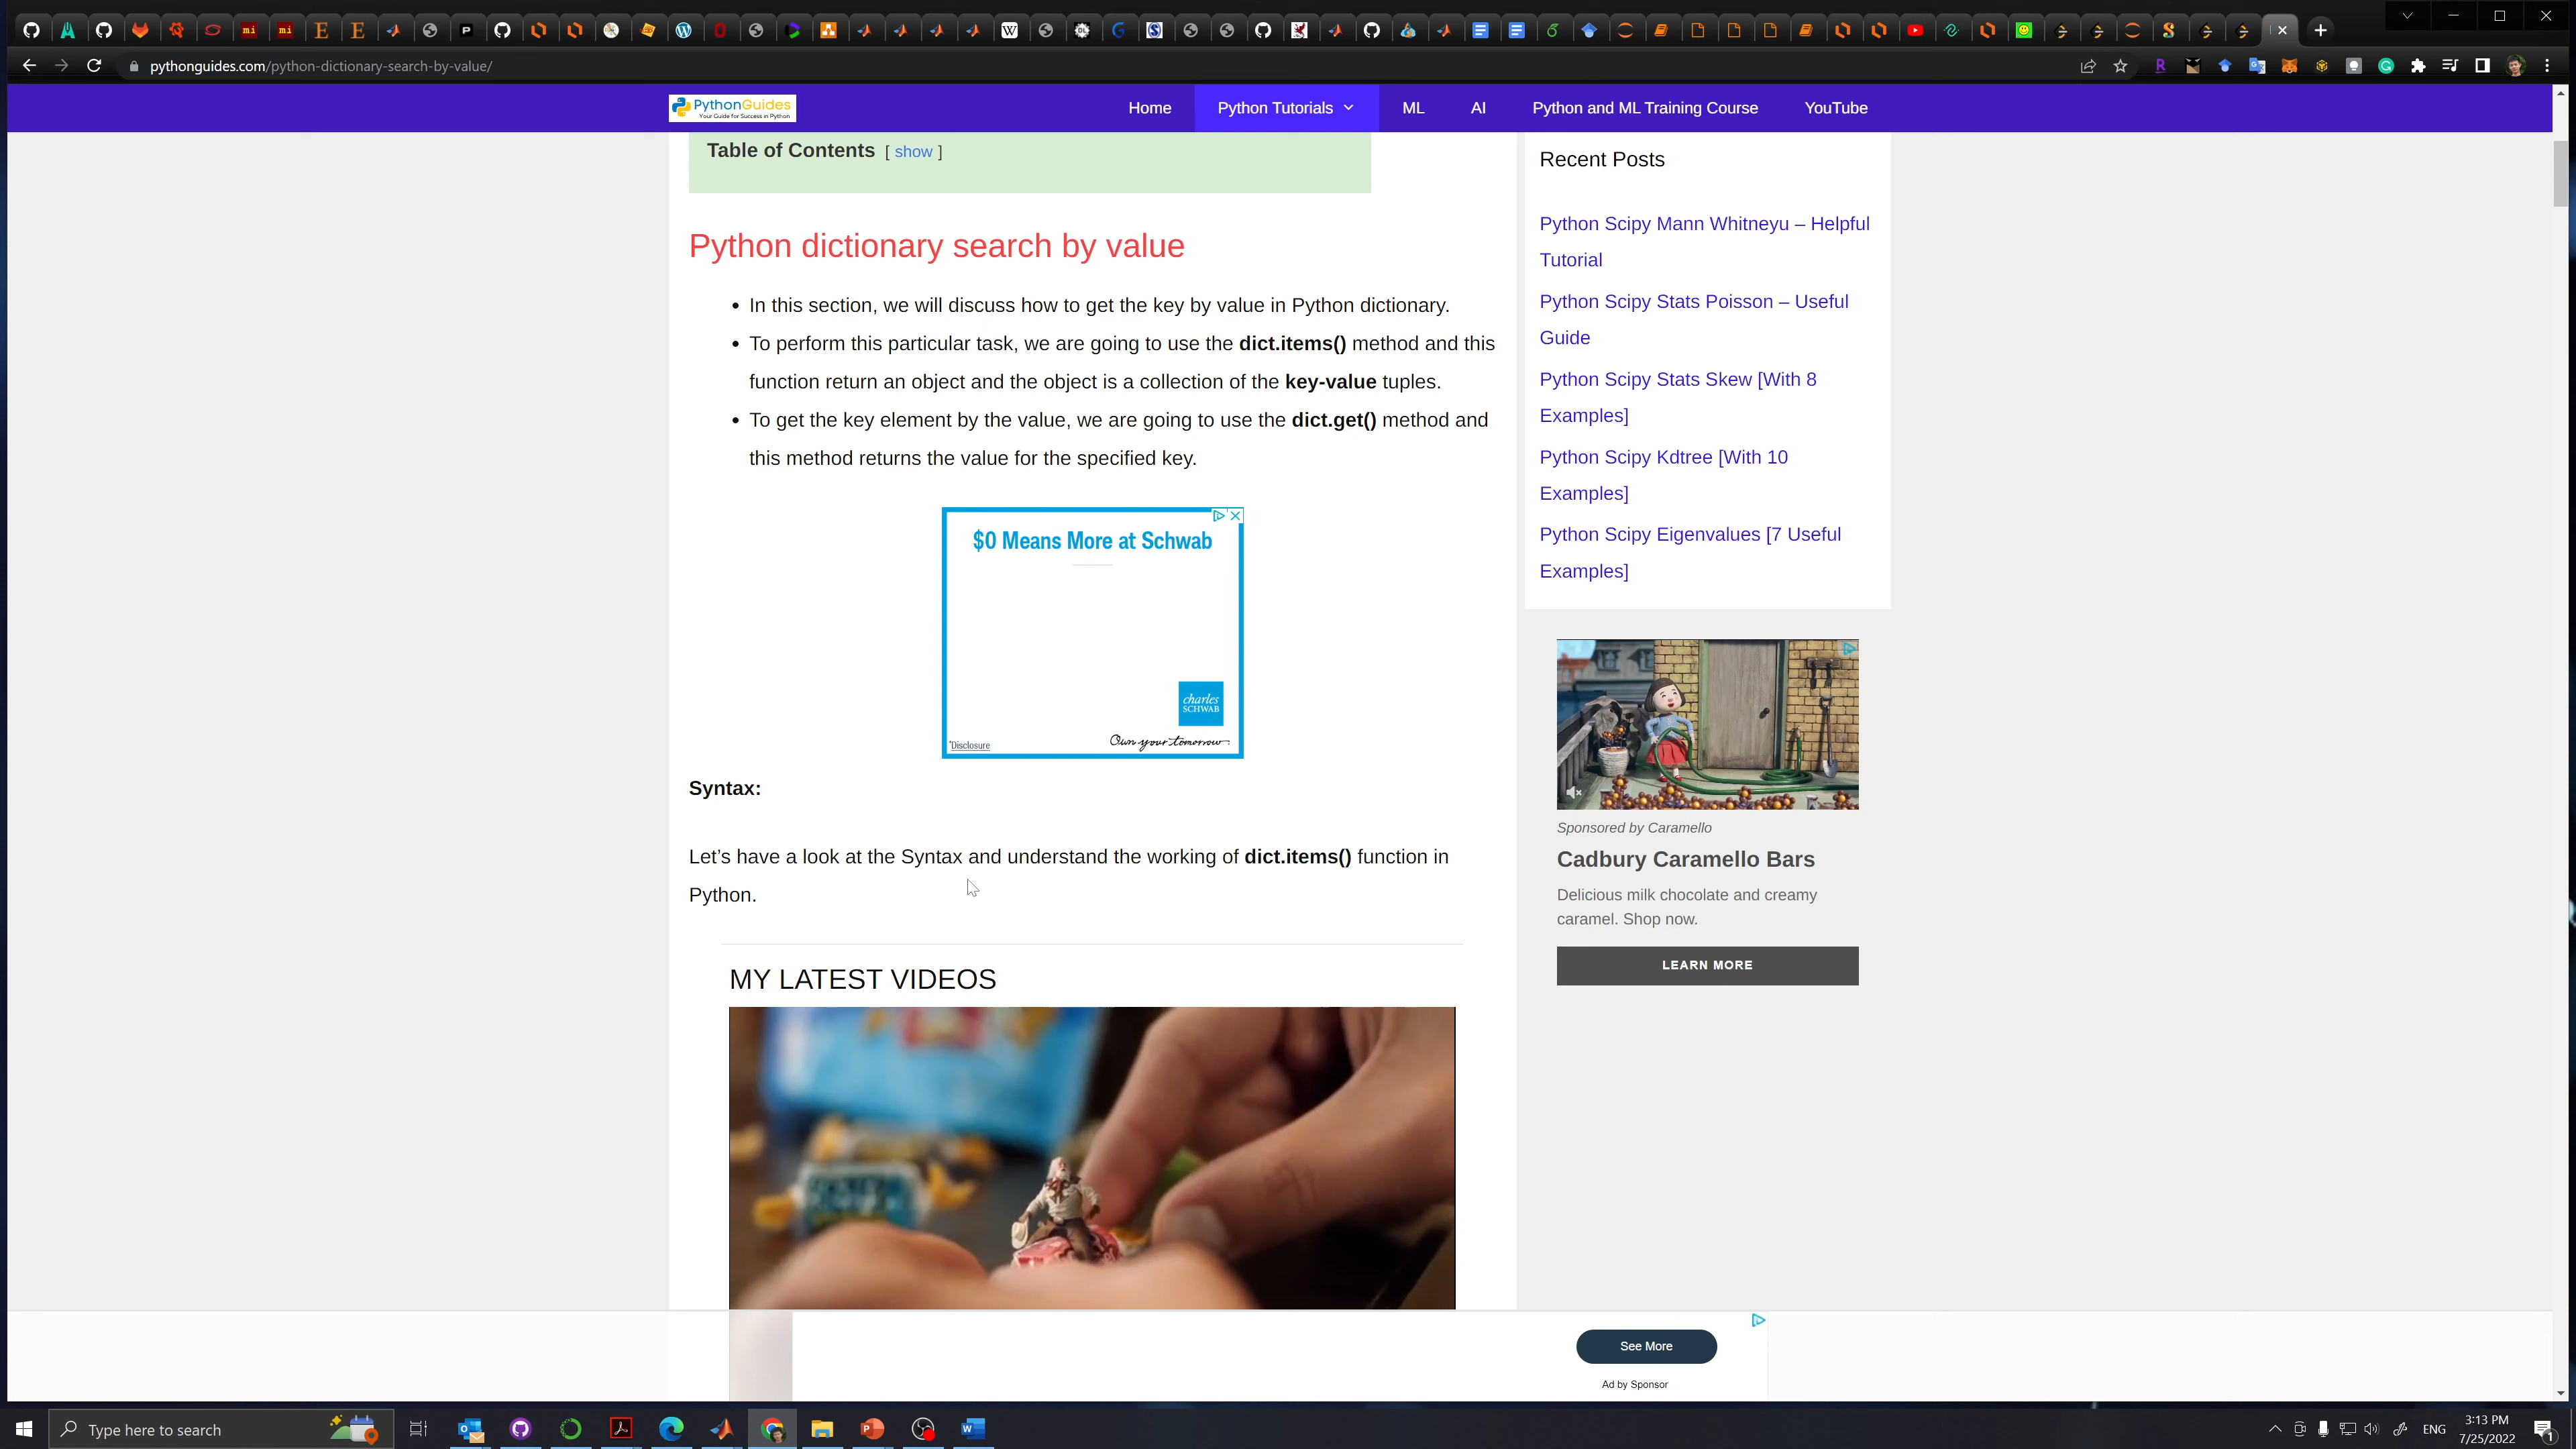 pythonguides.com/python-dictionary-search-by-value/
PythonGuides
Your Guide for Success in Python
Home
Python Tutorials
ML
AI
Python and ML Training Course
YouTube
Table of Contents [ show ]
Python dictionary search by value
• In this section, we will discuss how to get the key by value in Python dictionary.
• To perform this particular task, we are going to use the dict.items() method and this
function return an object and the object is a collection of the key-value tuples.
• To get the key element by the value, we are going to use the dict.get() method and
this method returns the value for the specified key.
$0 Means More at Schwab
charles
SCHWAB
*Disclosure
Own your tomorrow.
Syntax:
Let’s have a look at the Syntax and understand the working of dict.items() function in
Python.
MY LATEST VIDEOS
Recent Posts
Python Scipy Mann Whitneyu – Helpful
Tutorial
Python Scipy Stats Poisson – Useful
Guide
Python Scipy Stats Skew [With 8
Examples]
Python Scipy Kdtree [With 10
Examples]
Python Scipy Eigenvalues [7 Useful
Examples]
Sponsored by Caramello
Cadbury Caramello Bars
Delicious milk chocolate and creamy
caramel. Shop now.
LEARN MORE
See More
Ad by Sponsor
Type here to search
ENG
3:13 PM
7/25/2022
1